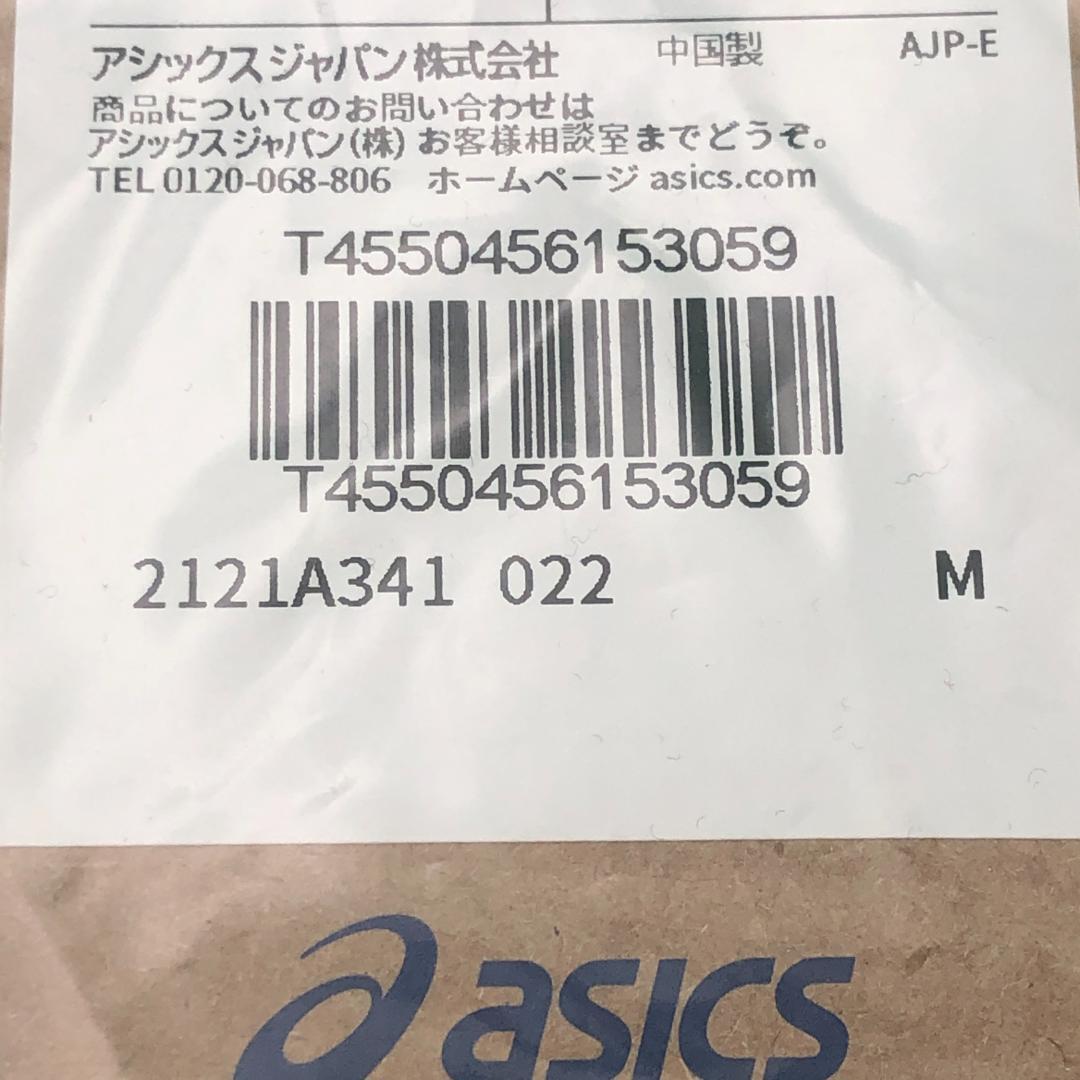 アシックスジャパン株式会社 中国製 AJP-E
商品についてのお問い合わせは
アシックスジャパン(株) お客様相談室までどうぞ。
TEL 0120-068-806 ホームページ asics.com
T4550456153059
T4550456153059
2121A341 022 M
asics